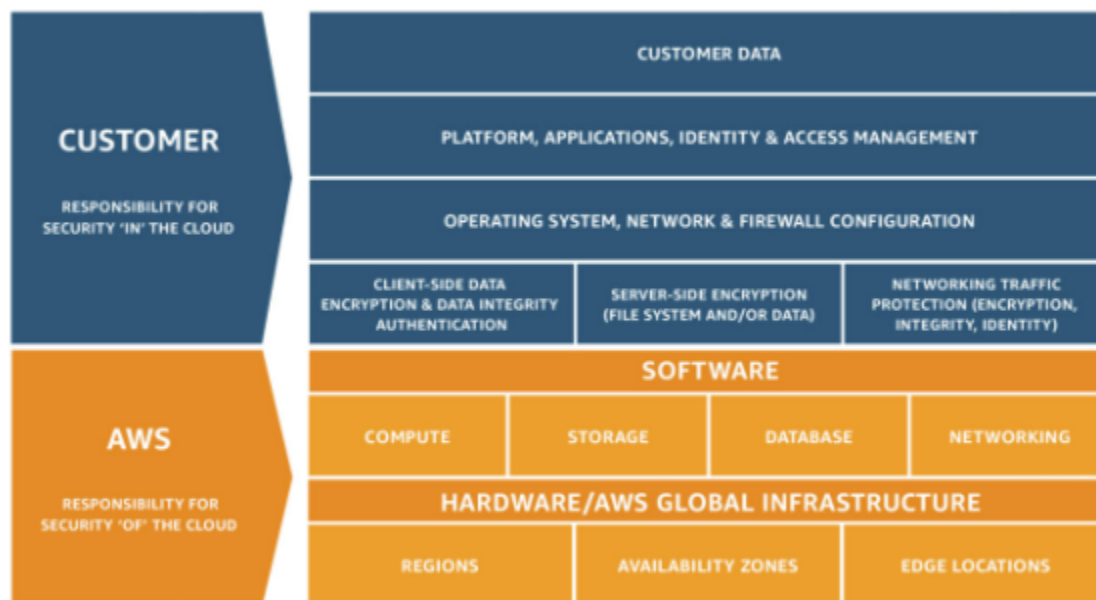 CUSTOMER
RESPONSIBILITY FOR
SECURITY ‘IN’ THE CLOUD
CUSTOMER DATA
PLATFORM, APPLICATIONS, IDENTITY & ACCESS MANAGEMENT
OPERATING SYSTEM, NETWORK & FIREWALL CONFIGURATION
CLIENT-SIDE DATA
ENCRYPTION & DATA INTEGRITY
AUTHENTICATION
SERVER-SIDE ENCRYPTION
(FILE SYSTEM AND/OR DATA)
NETWORKING TRAFFIC
PROTECTION (ENCRYPTION,
INTEGRITY, IDENTITY)
AWS
RESPONSIBILITY FOR
SECURITY ‘OF’ THE CLOUD
SOFTWARE
COMPUTE
STORAGE
DATABASE
NETWORKING
HARDWARE/AWS GLOBAL INFRASTRUCTURE
REGIONS
AVAILABILITY ZONES
EDGE LOCATIONS